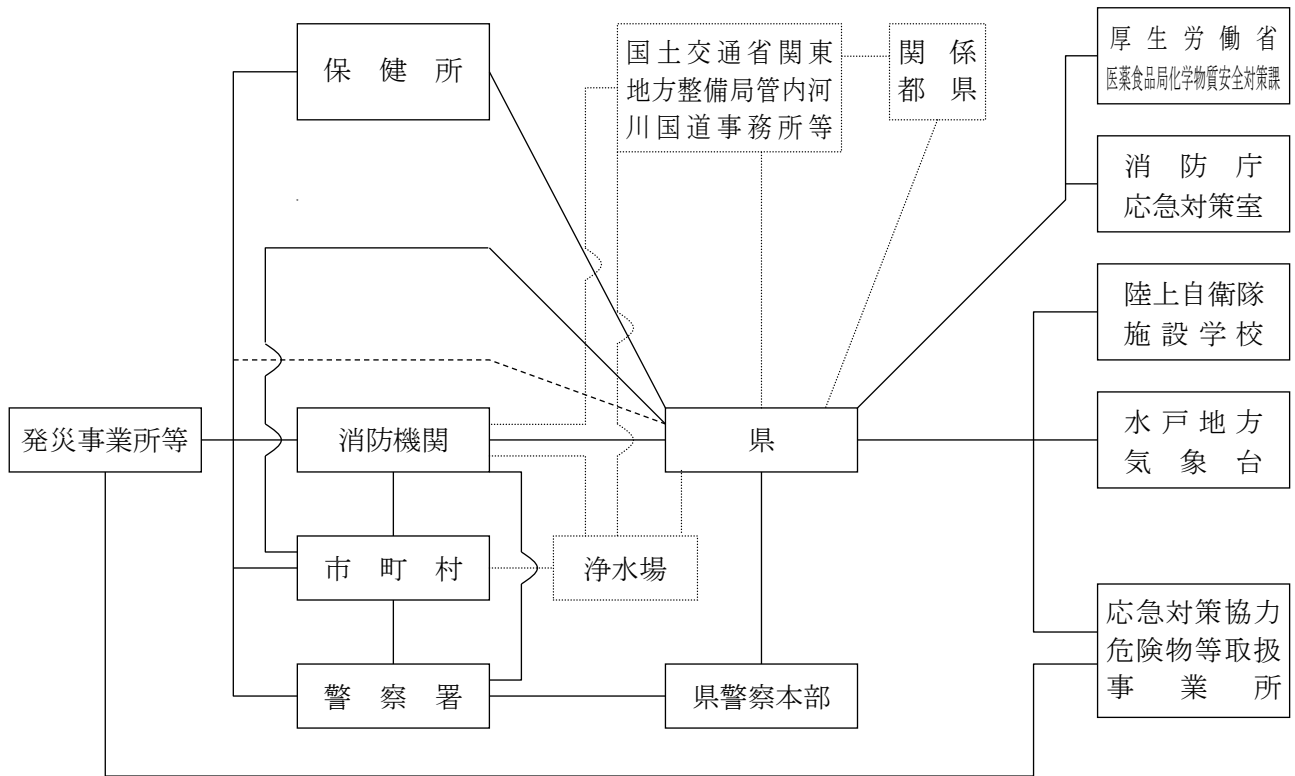 保健所
国土交通省関東
地方整備局管内河
川国道事務所等
関係
都県
厚生労働省
医薬食品局化学物質安全対策課
消防庁
応急対策室
陸上自衛隊
施設学校
発災事業所等
消防機関
県
水戸地方
気象台
市町村
浄水場
応急対策協力
危険物等取扱
事業所
警察署
県警察本部